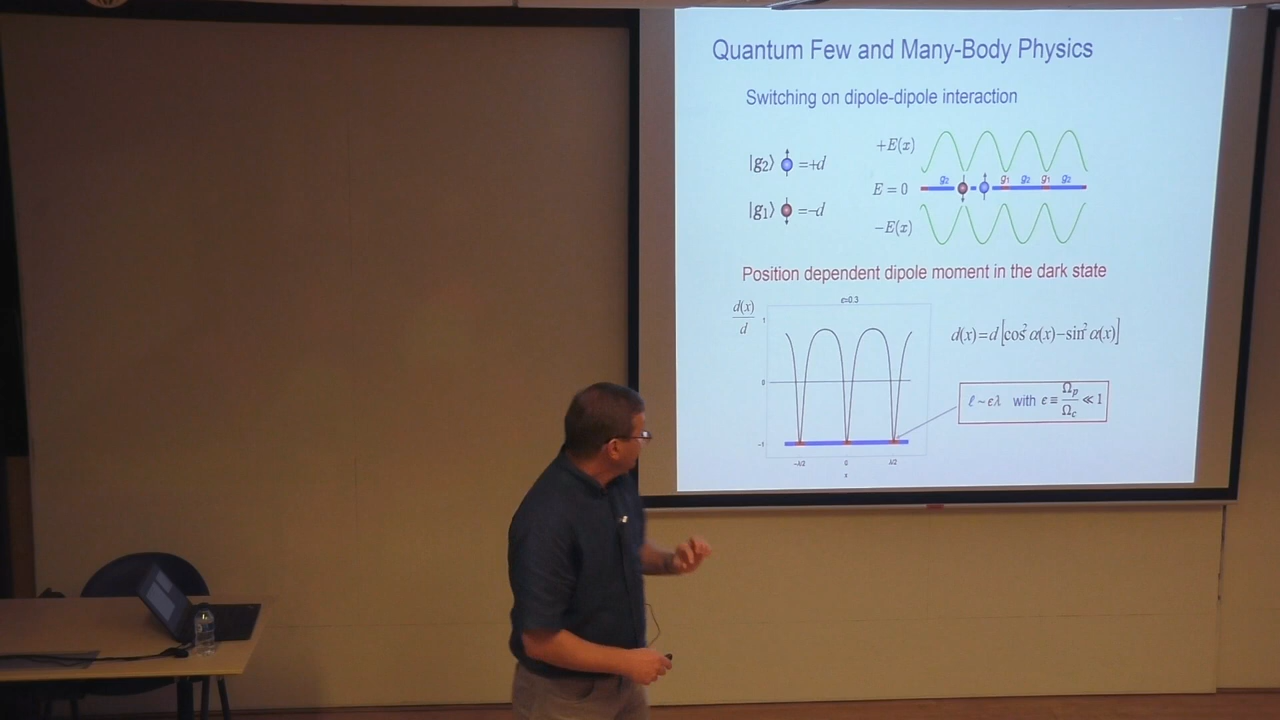 Quantum Few and Many-Body Physics
Switching on dipole-dipole interaction
|g₂⟩ =+d
|g₁⟩ =−d
+E(x)
E = 0
−E(x)
g₂ g₁ g₂ g₁ g₂
Position dependent dipole moment in the dark state
d(x)/d
ε=0.3
1
0
−1
−λ/2 0 λ/2
x
d(x)=d [cos² α(x)−sin² α(x)]
ℓ ~ ελ with ε ≡ Ωp/Ωc ≪ 1